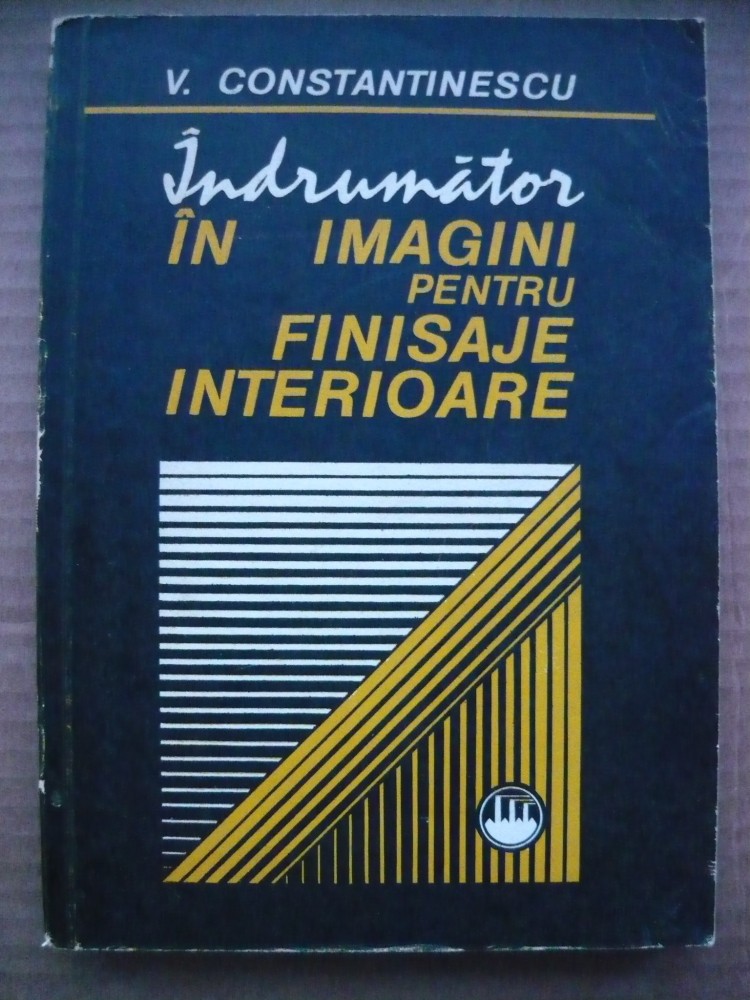 V. CONSTANTINESCU
Îndrumător
ÎN IMAGINI
PENTRU
FINISAJE
INTERIOARE